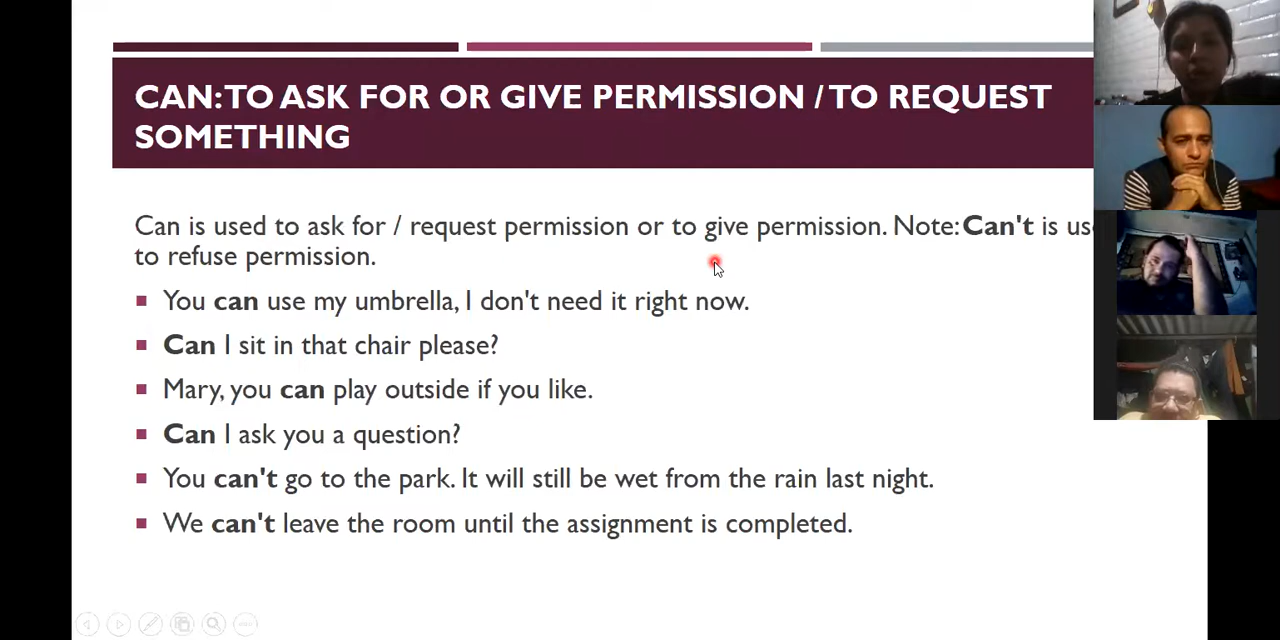 CAN: TO ASK FOR OR GIVE PERMISSION / TO REQUEST
SOMETHING
Can is used to ask for / request permission or to give permission. Note: Can't is
to refuse permission.
You can use my umbrella, I don't need it right now.
Can I sit in that chair please?
Mary, you can play outside if you like.
Can I ask you a question?
You can't go to the park. It will still be wet from the rain last night.
We can't leave the room until the assignment is completed.